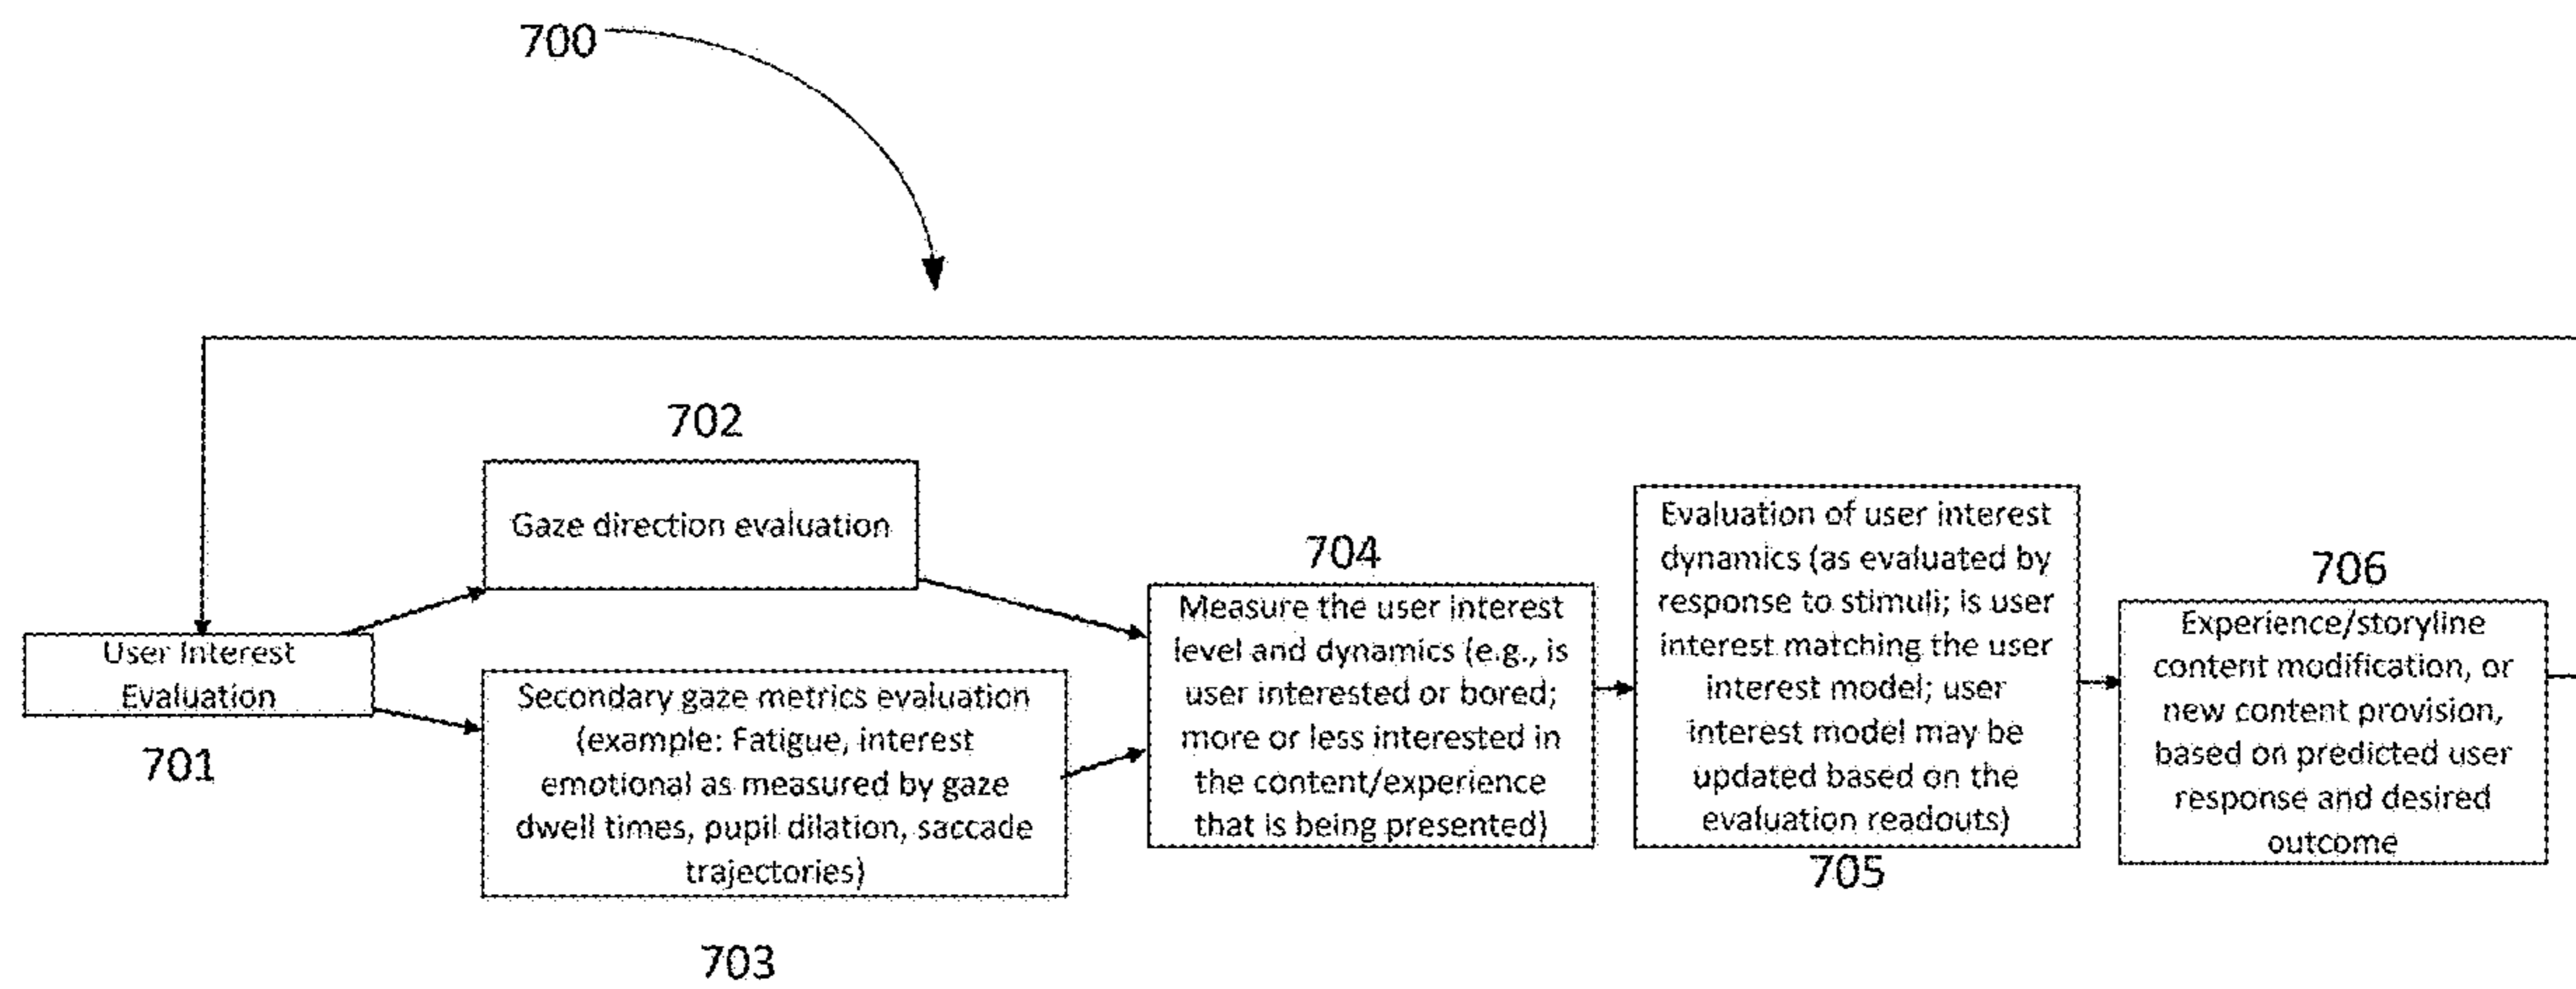 700
702
Gaze direction evaluation
User Interest
Evaluation
701
Secondary gaze metrics evaluation
(example: Fatigue, interest
emotional as measured by gaze
dwell times, pupil dilation, saccade
trajectories)
703
704
Measure the user interest
level and dynamics (e.g., is
user interested or bored;
more or less interested in
the content/experience
that is being presented)
Evaluation of user interest
dynamics (as evaluated by
response to stimuli; is user
interest matching the user
interest model; user
interest model may be
updated based on the
evaluation readouts)
705
706
Experience/storyline
content modification, or
new content provision,
based on predicted user
response and desired
outcome